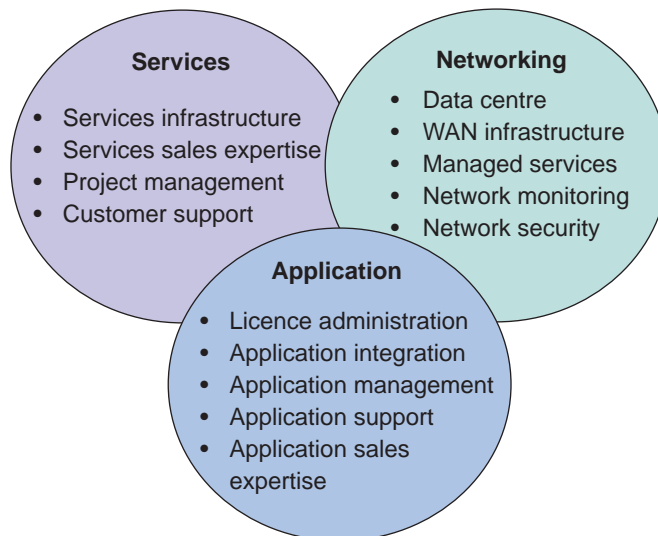 Services
• Services infrastructure
• Services sales expertise
• Project management
• Customer support
Networking
• Data centre
• WAN infrastructure
• Managed services
• Network monitoring
• Network security
Application
• Licence administration
• Application integration
• Application management
• Application support
• Application sales
expertise